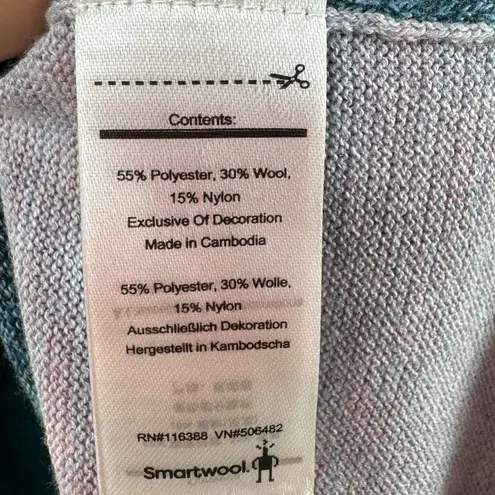 Contents:
55% Polyester, 30% Wool,
15% Nylon
Exclusive Of Decoration
Made in Cambodia
55% Polyester, 30% Wolle,
15% Nylon
Ausschließlich Dekoration
Hergestellt in Kambodscha
RN#116388 VN#506482
Smartwool.